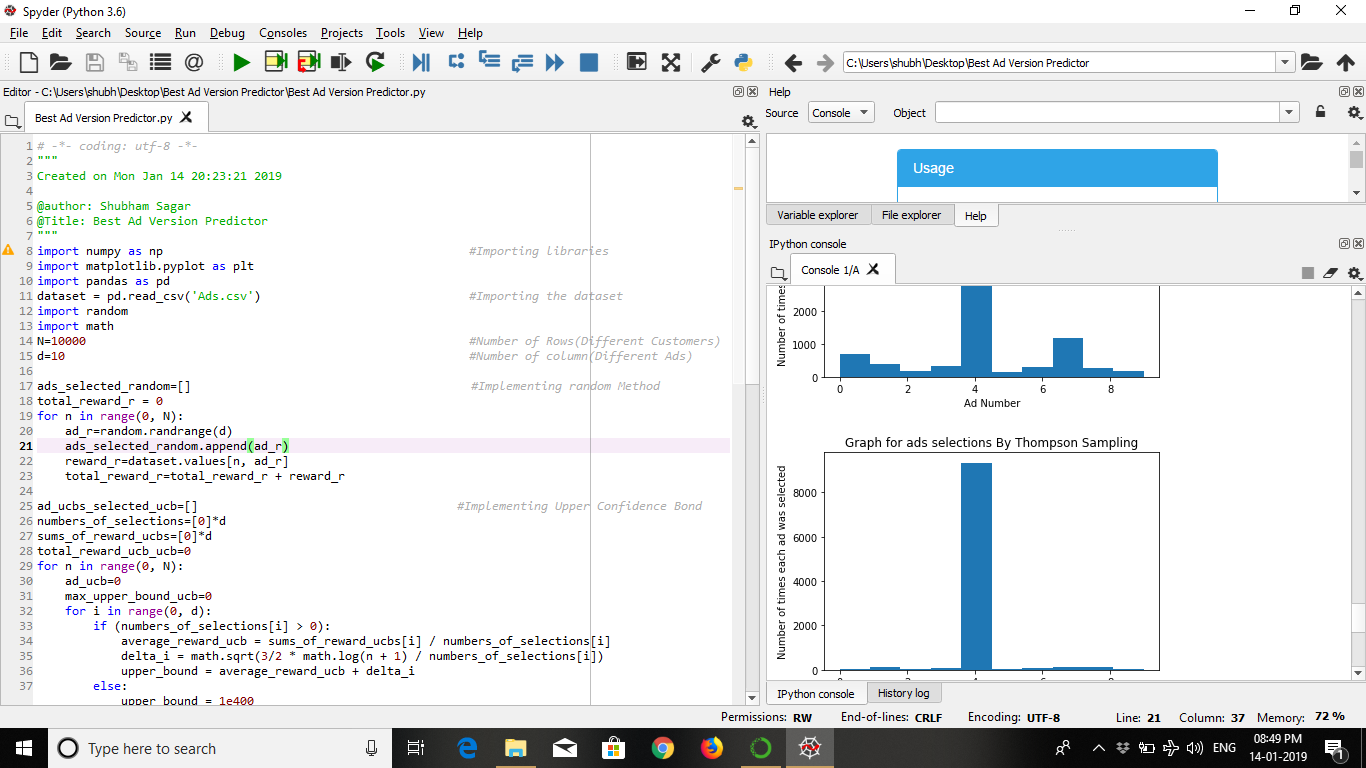 Spyder (Python 3.6)
File Edit Search Source Run Debug Consoles Projects Tools View Help
C:\Users\shubh\Desktop\Best Ad Version Predictor
Editor - C:\Users\shubh\Desktop\Best Ad Version Predictor\Best Ad Version Predictor.py
Best Ad Version Predictor.py
1 # -*- coding: utf-8 -*-
2 """
3 Created on Mon Jan 14 20:23:21 2019
4
5 @author: Shubham Sagar
6 @Title: Best Ad Version Predictor
7 """
8 import numpy as np #Importing libraries
9 import matplotlib.pyplot as plt
10 import pandas as pd
11 dataset = pd.read_csv('Ads.csv') #Importing the dataset
12 import random
13 import math
14 N=10000 #Number of Rows(Different Customers)
15 d=10 #Number of column(Different Ads)
16
17 ads_selected_random=[] #Implementing random Method
18 total_reward_r = 0
19 for n in range(0, N):
20 ad_r=random.randrange(d)
21 ads_selected_random.append(ad_r)
22 reward_r=dataset.values[n, ad_r]
23 total_reward_r=total_reward_r + reward_r
24
25 ad_ucbs_selected_ucb=[] #Implementing Upper Confidence Bond
26 numbers_of_selections=[0]*d
27 sums_of_reward_ucbs=[0]*d
28 total_reward_ucb_ucb=0
29 for n in range(0, N):
30 ad_ucb=0
31 max_upper_bound_ucb=0
32 for i in range(0, d):
33 if (numbers_of_selections[i] > 0):
34 average_reward_ucb = sums_of_reward_ucbs[i] / numbers_of_selections[i]
35 delta_i = math.sqrt(3/2 * math.log(n + 1) / numbers_of_selections[i])
36 upper_bound = average_reward_ucb + delta_i
37 else:
upper bound = 1e400
Help
Source Console Object
Usage
Variable explorer File explorer Help
IPython console
Console 1/A
Number of times
2000
1000
0
0 2 4 6 8
Ad Number
Graph for ads selections By Thompson Sampling
Number of times each ad was selected
8000
6000
4000
2000
0
IPython console History log
Permissions: RW End-of-lines: CRLF Encoding: UTF-8 Line: 21 Column: 37 Memory: 72 %
Type here to search
ENG
08:49 PM
14-01-2019
1